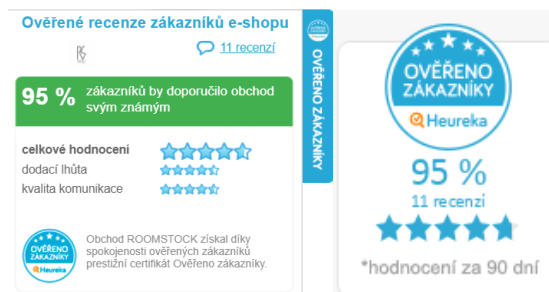 Ověřené recenze zákazníků e-shopu
11 recenzí
95 % zákazníků by doporučilo obchod
svým známým
celkové hodnocení
dodací lhůta
kvalita komunikace
OVĚŘENO
ZÁKAZNÍKY
Heureka
Obchod ROOMSTOCK získal díky
spokojenosti ověřených zákazníků
prestižní certifikát Ověřeno zákazníky.
OVĚŘENO ZÁKAZNÍKY
OVĚŘENO
ZÁKAZNÍKY
Heureka
95 %
11 recenzí
*hodnocení za 90 dní